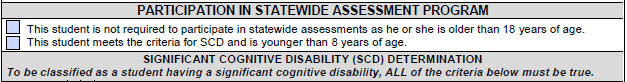 PARTICIPATION IN STATEWIDE ASSESSMENT PROGRAM
This student is not required to participate in statewide assessments as he or she is older than 18 years of age.
This student meets the criteria for SCD and is younger than 8 years of age.
SIGNIFICANT COGNITIVE DISABILITY (SCD) DETERMINATION
To be classified as a student having a significant cognitive disability, ALL of the criteria below must be true.